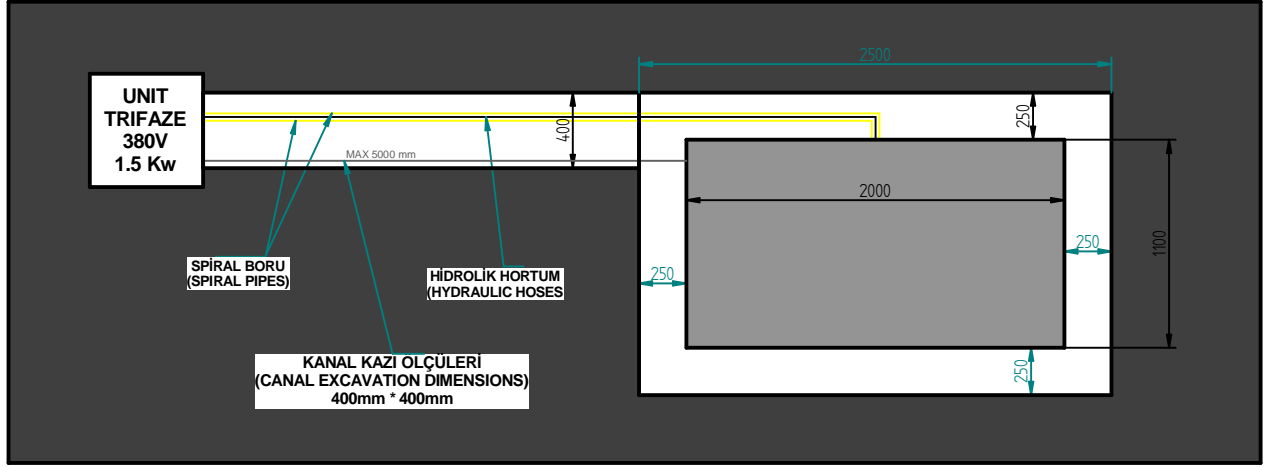 2500
UNIT
TRIFAZE
380V
1.5 Kw
400
250
MAX 5000 mm
2000
1100
250
250
SPİRAL BORU
(SPIRAL PIPES)
HİDROLİK HORTUM
(HYDRAULIC HOSES
KANAL KAZI OLÇÜLERİ
(CANAL EXCAVATION DIMENSIONS)
400mm * 400mm
250